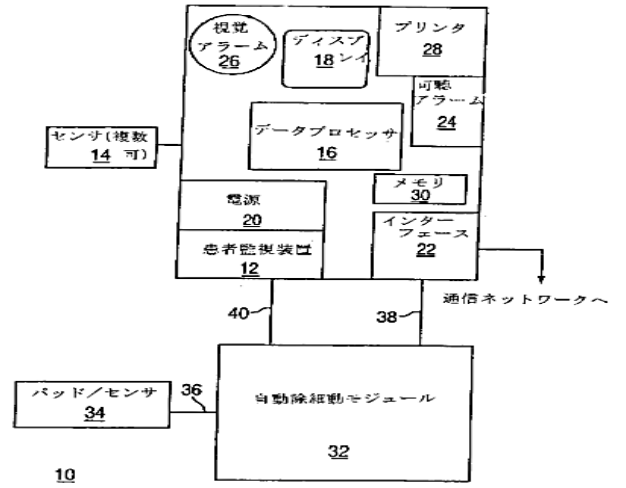 視覚
アラーム
26
ディスプ
18 レイ
プリンタ
28
可聴
アラーム
24
センサ(複数
14 可)
データプロセッサ
16
メモリ
30
電源
20
インター
フェース
22
患者監視装置
12
通信ネットワークへ
40
38
パッド/センサ
34
36
自動除細動モジュール
32
10